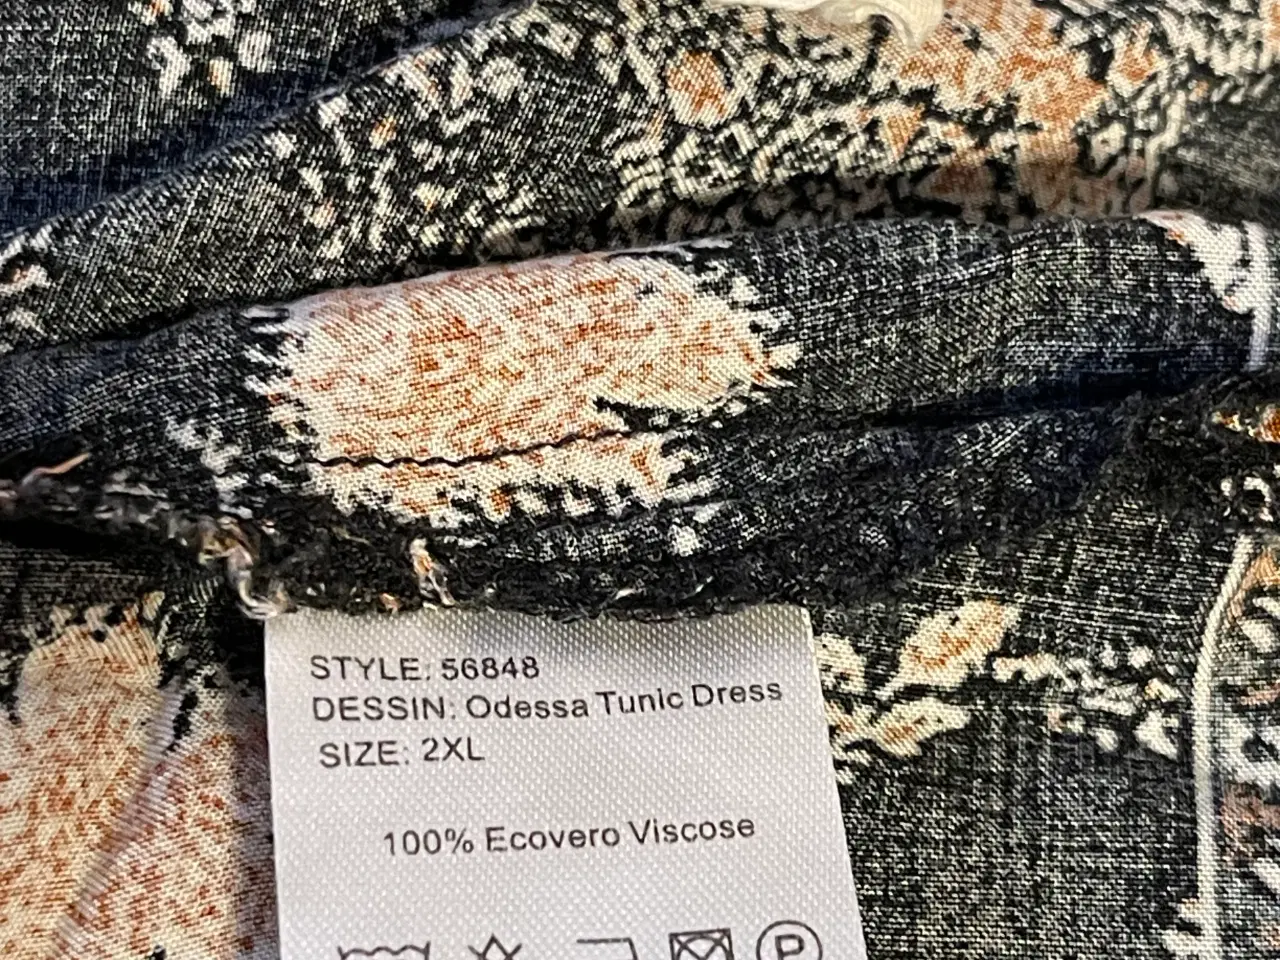 STYLE: 56848
DESSIN: Odessa Tunic Dress
SIZE: 2XL
100% Ecovero Viscose
P